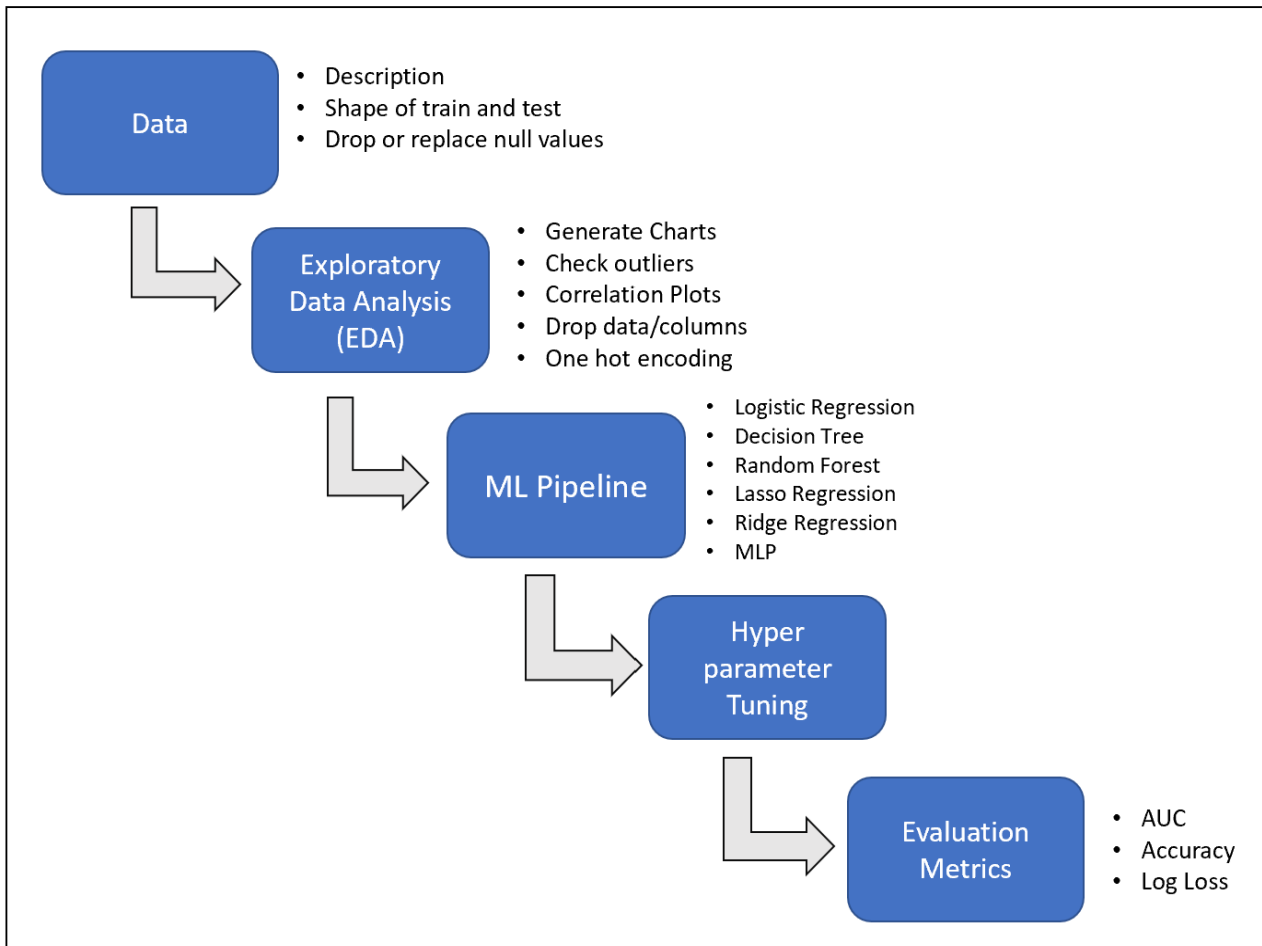 Data
• Description
• Shape of train and test
• Drop or replace null values
Exploratory
Data Analysis
(EDA)
• Generate Charts
• Check outliers
• Correlation Plots
• Drop data/columns
• One hot encoding
ML Pipeline
• Logistic Regression
• Decision Tree
• Random Forest
• Lasso Regression
• Ridge Regression
• MLP
Hyper
parameter
Tuning
Evaluation
Metrics
• AUC
• Accuracy
• Log Loss